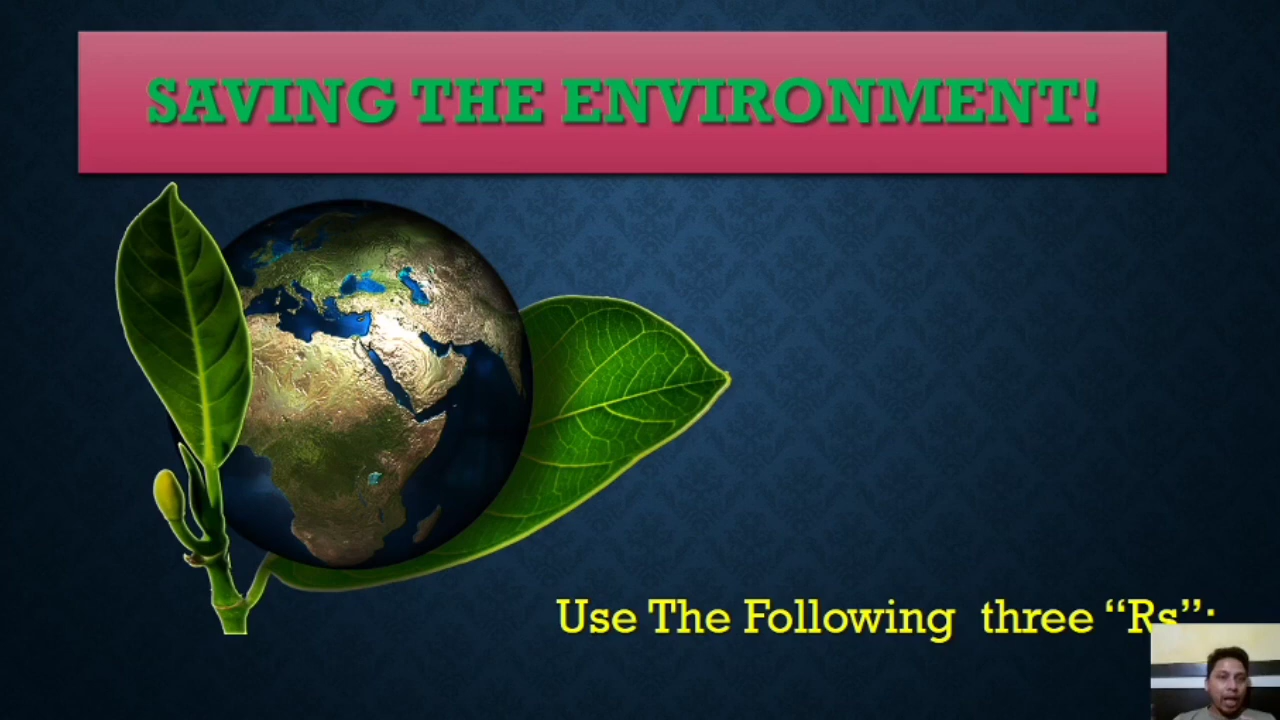 SAVING THE ENVIRONMENT!
Use The Following three “Rs”: